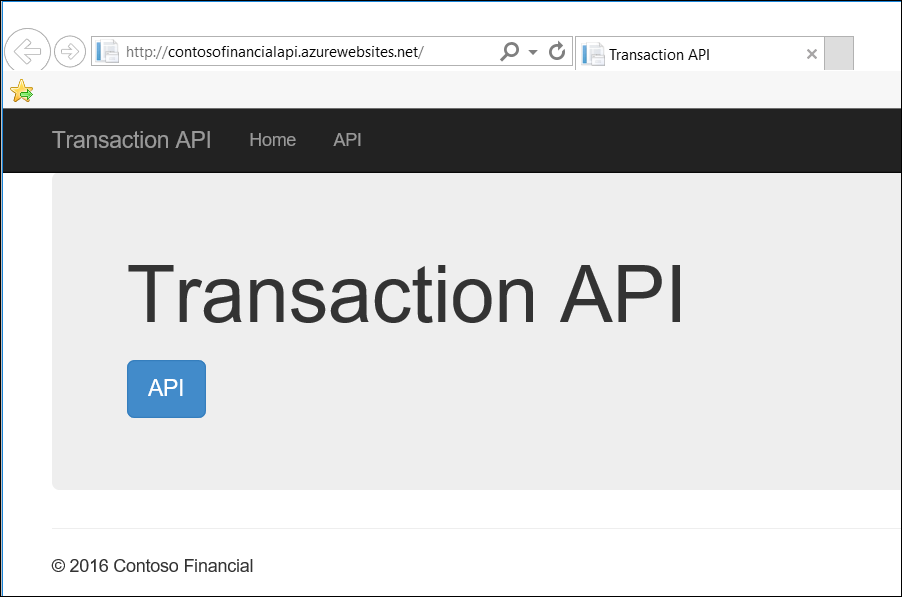 http://contosofinancialapi.azurewebsites.net/
Transaction API
Transaction API Home API
Transaction API
API
© 2016 Contoso Financial